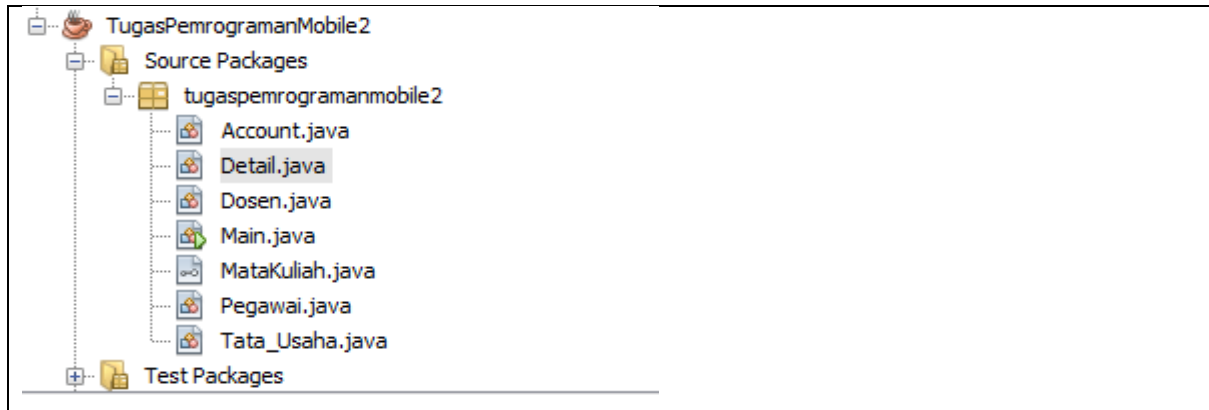 TugasPemrogramanMobile2
Source Packages
tugaspemrogramanmobile2
Account.java
Detail.java
Dosen.java
Main.java
MataKuliah.java
Pegawai.java
Tata_Usaha.java
Test Packages